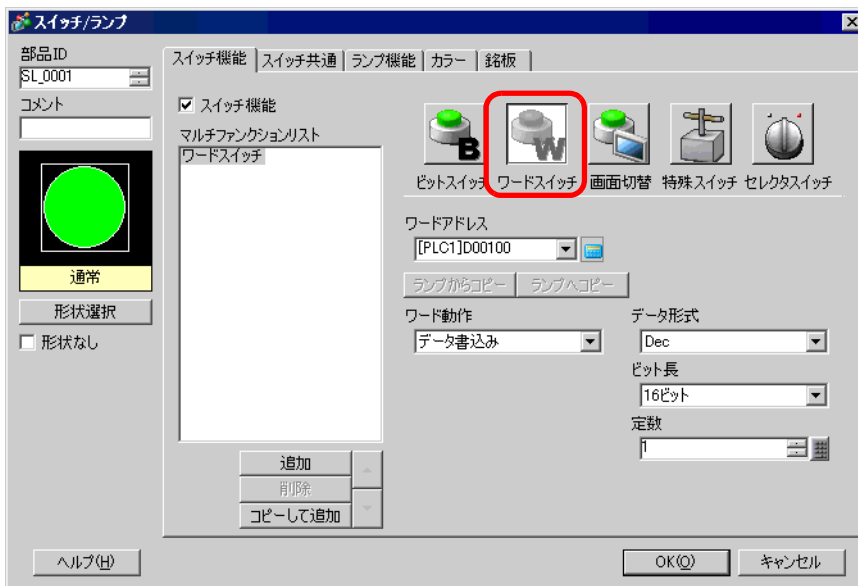 スイッチ/ランプ
部品ID
SL_0001
コメント
通常
形状選択
形状なし
スイッチ機能 スイッチ共通 ランプ機能 カラー 銘板
スイッチ機能
マルチファンクションリスト
ワードスイッチ
追加
削除
コピーして追加
B W
ビットスイッチ ワードスイッチ 画面切替 特殊スイッチ セレクタスイッチ
ワードアドレス
[PLC1]D00100
ランプからコピー ランプへコピー
ワード動作
データ書込み
データ形式
Dec
ビット長
16ビット
定数
1
ヘルプ(H) OK(O) キャンセル